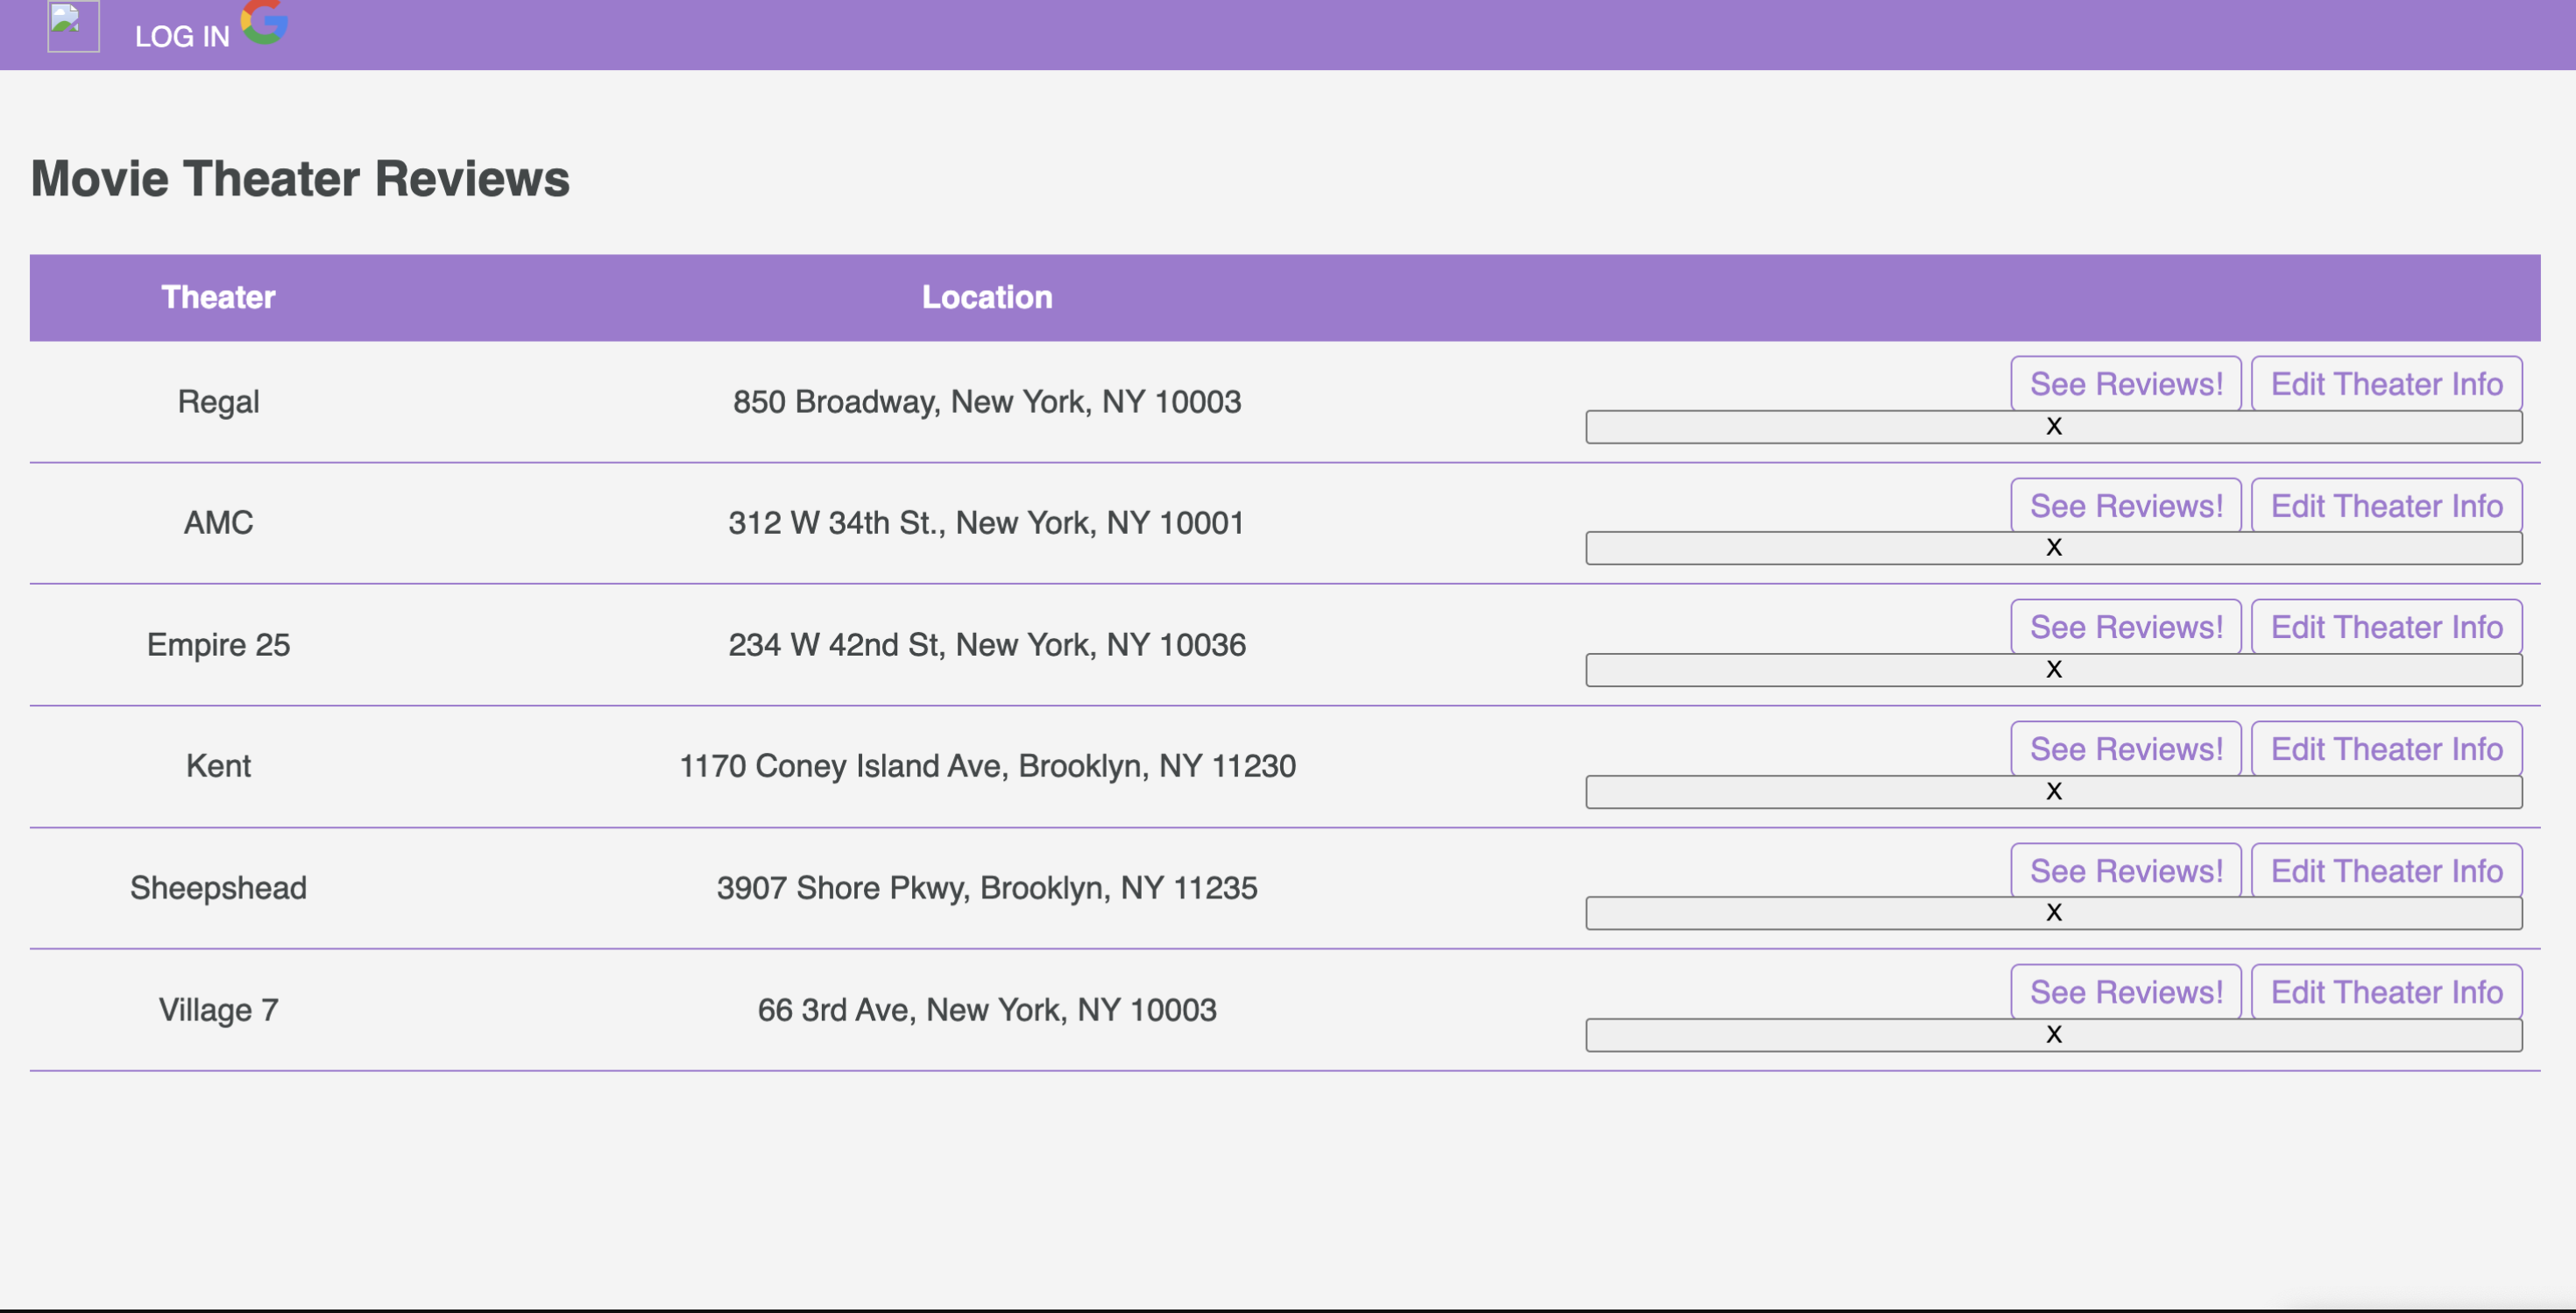 LOG IN
Movie Theater Reviews
Theater Location
Regal 850 Broadway, New York, NY 10003 See Reviews! Edit Theater Info
X
AMC 312 W 34th St., New York, NY 10001 See Reviews! Edit Theater Info
X
Empire 25 234 W 42nd St, New York, NY 10036 See Reviews! Edit Theater Info
X
Kent 1170 Coney Island Ave, Brooklyn, NY 11230 See Reviews! Edit Theater Info
X
Sheepshead 3907 Shore Pkwy, Brooklyn, NY 11235 See Reviews! Edit Theater Info
X
Village 7 66 3rd Ave, New York, NY 10003 See Reviews! Edit Theater Info
X